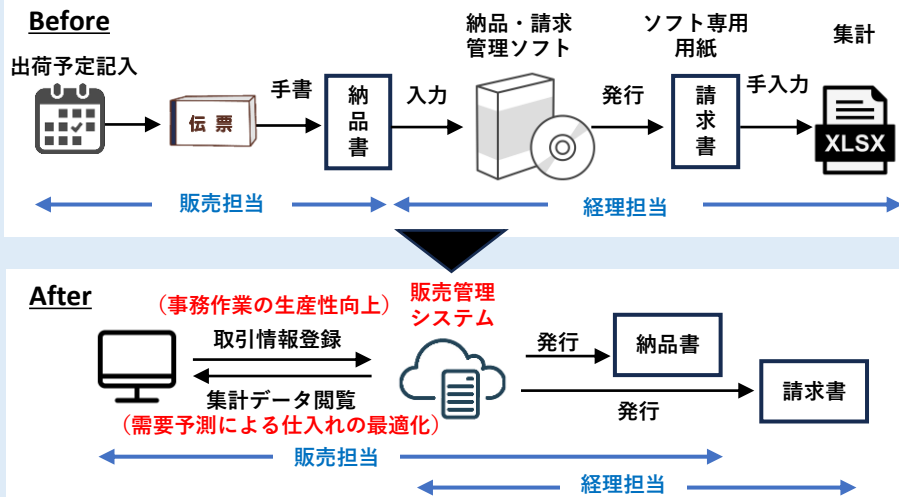 Before
納品・請求
管理ソフト
ソフト専用
用紙
集計
出荷予定記入
伝票
手書
納
品
書
入力
発行
請
求
書
手入力
XLSX
販売担当
経理担当
After
（事務作業の生産性向上）
販売管理
システム
取引情報登録
集計データ閲覧
（需要予測による仕入れの最適化）
発行
納品書
発行
請求書
販売担当
経理担当